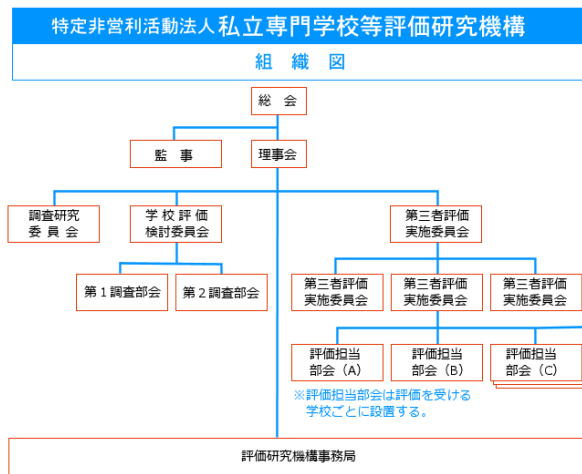 特定非営利活動法人 私立専門学校等評価研究機構
組 織 図
総 会
監 事
理事会
調査研究
委 員 会
学 校 評 価
検討委員会
第三者評価
実施委員会
第１調査部会
第２調査部会
第三者評価
実施委員会
第三者評価
実施委員会
第三者評価
実施委員会
評価担当
部会（A）
評価担当
部会（B）
評価担当
部会（C）
※評価担当部会は評価を受ける
学校ごとに設置する。
評価研究機構事務局